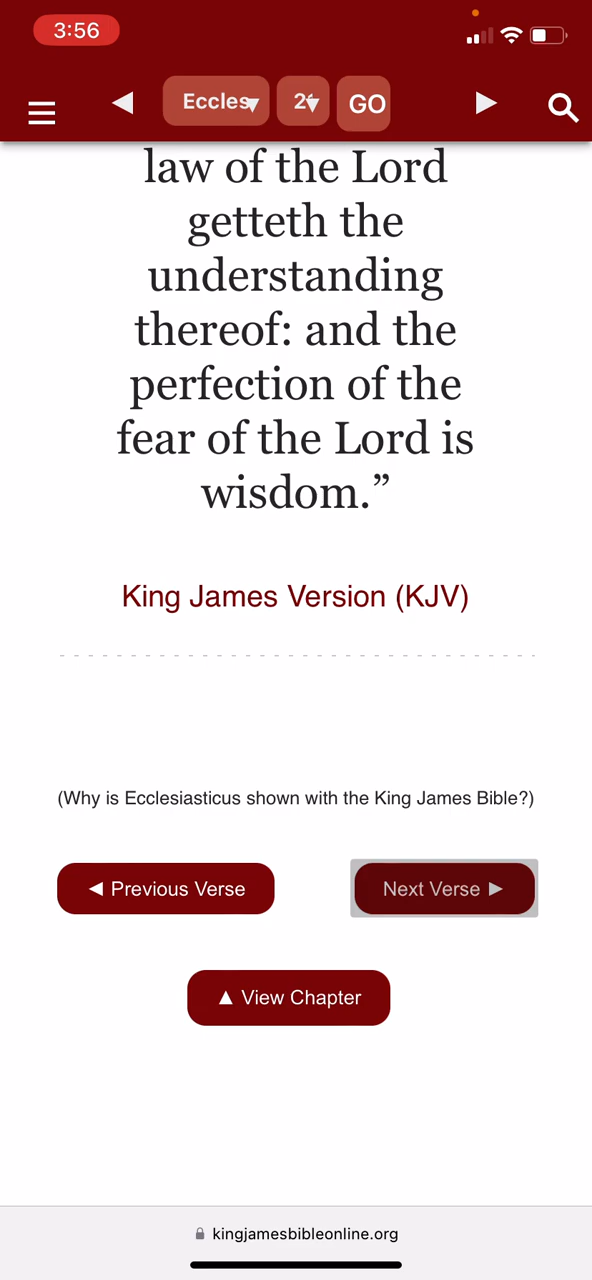 3:56
Eccles
GO
law of the Lord
getteth the
understanding
thereof: and the
perfection of the
fear of the Lord is
wisdom.”
King James Version (KJV)
(Why is Ecclesiasticus shown with the King James Bible?)
◄ Previous Verse
Next Verse ►
▲ View Chapter
kingjamesbibleonline.org